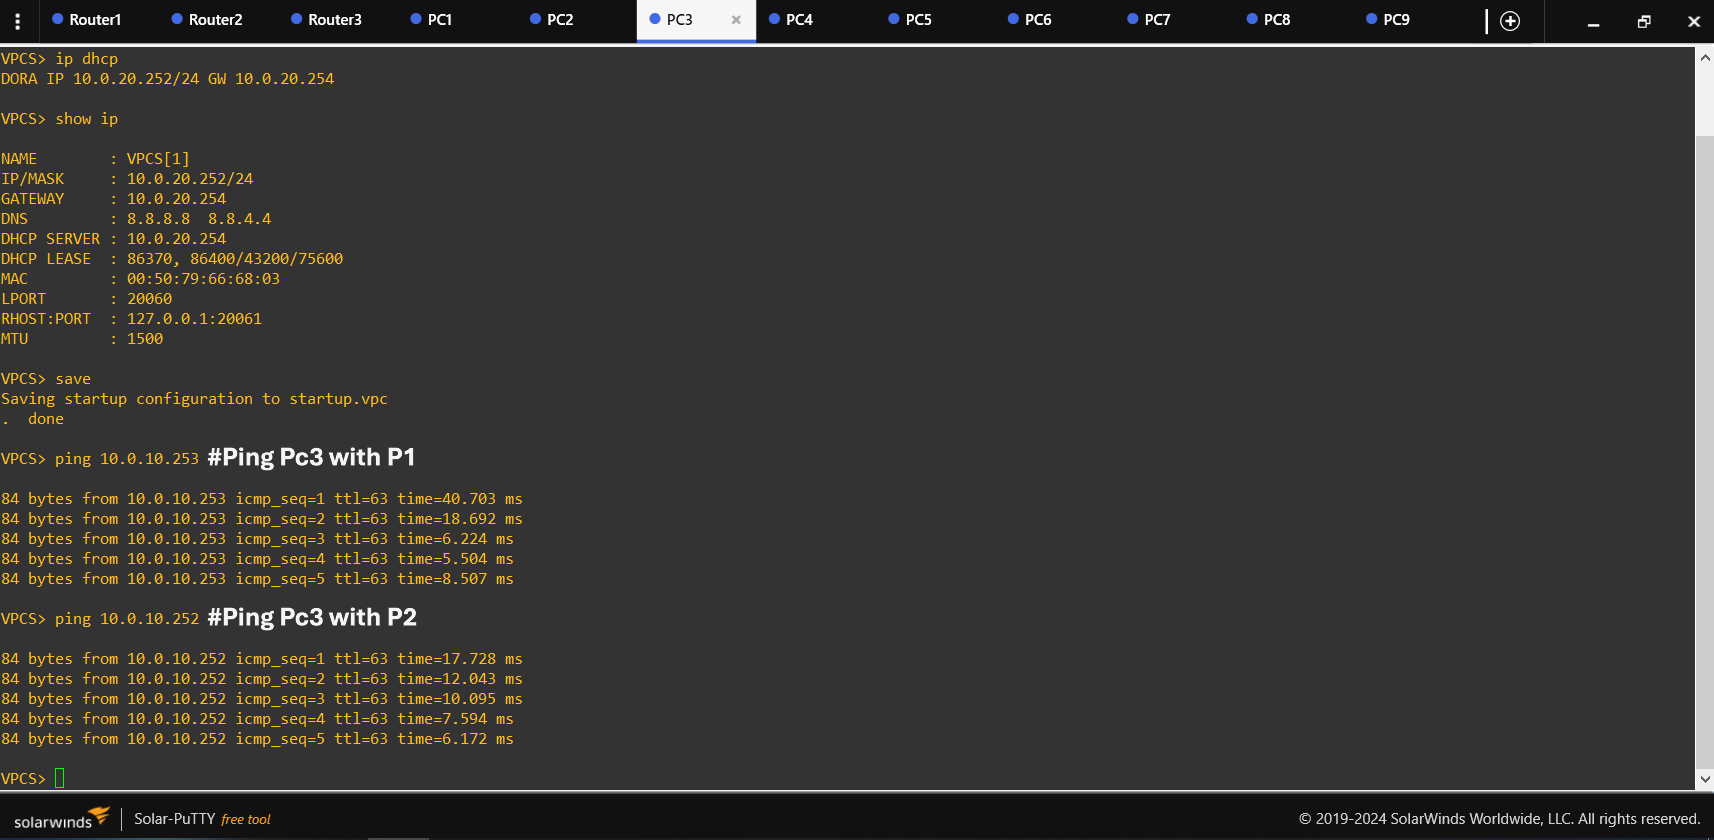 Router1 Router2 Router3 PC1 PC2 PC3 × PC4 PC5 PC6 PC7 PC8 PC9
VPCS> ip dhcp
DORA IP 10.0.20.252/24 GW 10.0.20.254
VPCS> show ip
NAME        : VPCS[1]
IP/MASK     : 10.0.20.252/24
GATEWAY     : 10.0.20.254
DNS         : 8.8.8.8  8.8.4.4
DHCP SERVER : 10.0.20.254
DHCP LEASE  : 86370, 86400/43200/75600
MAC         : 00:50:79:66:68:03
LPORT       : 20060
RHOST:PORT  : 127.0.0.1:20061
MTU         : 1500
VPCS> save
Saving startup configuration to startup.vpc
.  done
VPCS> ping 10.0.10.253 #Ping Pc3 with P1
84 bytes from 10.0.10.253 icmp_seq=1 ttl=63 time=40.703 ms
84 bytes from 10.0.10.253 icmp_seq=2 ttl=63 time=18.692 ms
84 bytes from 10.0.10.253 icmp_seq=3 ttl=63 time=6.224 ms
84 bytes from 10.0.10.253 icmp_seq=4 ttl=63 time=5.504 ms
84 bytes from 10.0.10.253 icmp_seq=5 ttl=63 time=8.507 ms
VPCS> ping 10.0.10.252 #Ping Pc3 with P2
84 bytes from 10.0.10.252 icmp_seq=1 ttl=63 time=17.728 ms
84 bytes from 10.0.10.252 icmp_seq=2 ttl=63 time=12.043 ms
84 bytes from 10.0.10.252 icmp_seq=3 ttl=63 time=10.095 ms
84 bytes from 10.0.10.252 icmp_seq=4 ttl=63 time=7.594 ms
84 bytes from 10.0.10.252 icmp_seq=5 ttl=63 time=6.172 ms
VPCS>
solarwinds Solar-PuTTY free tool © 2019-2024 SolarWinds Worldwide, LLC. All rights reserved.